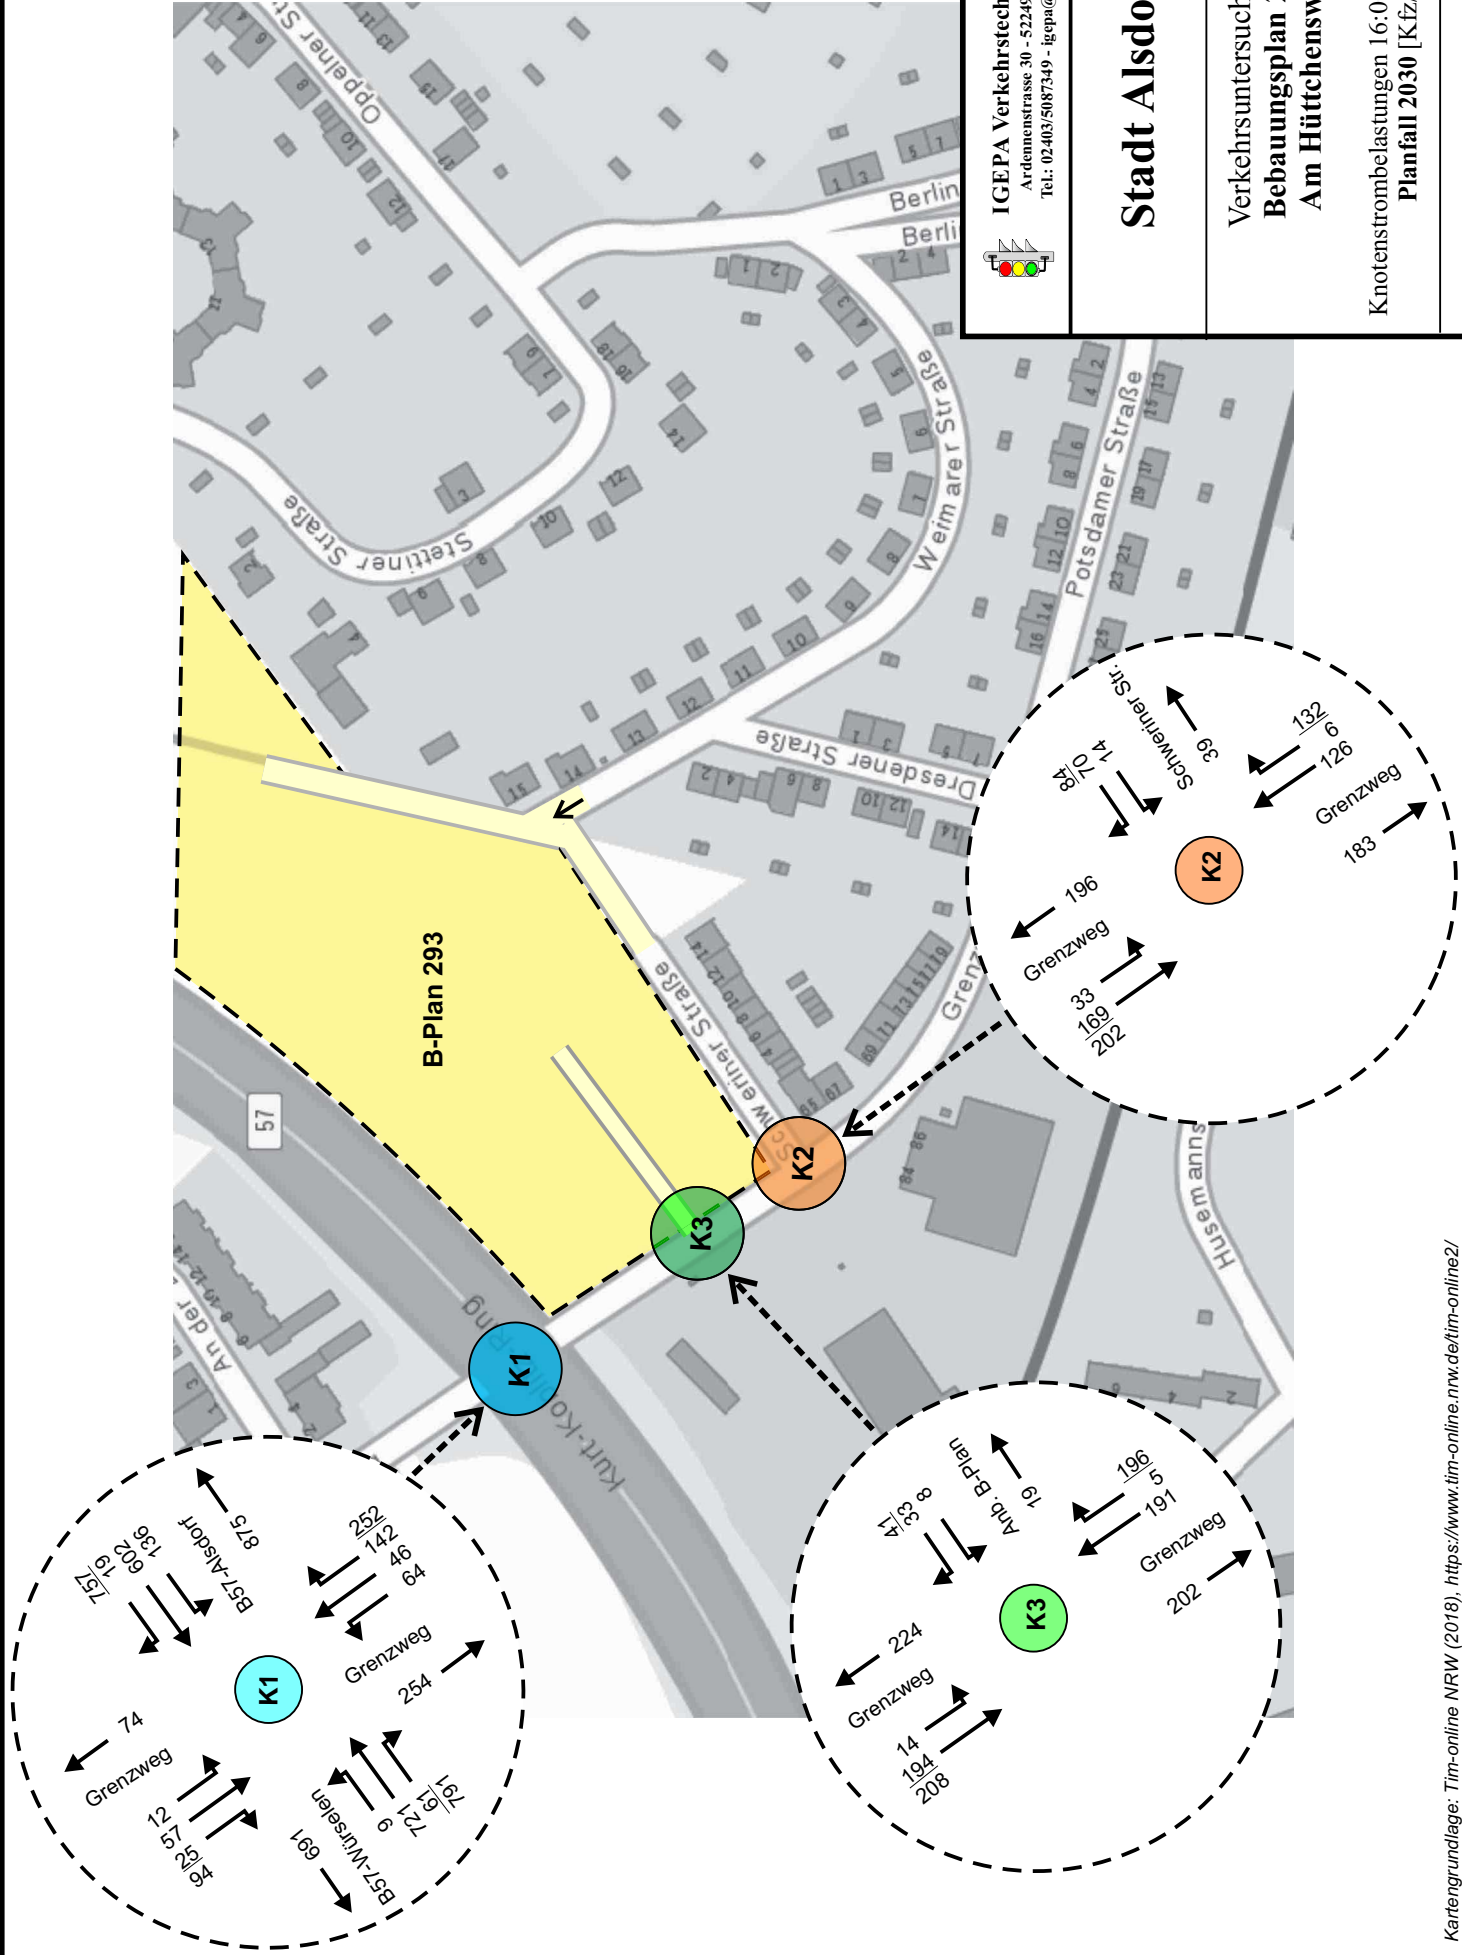 IGEPA Verkehrstech
Ardennenstrasse 30 - 52249
Tel.: 02403/5087349 - igepa@
Stadt Alsdo
Verkehrsuntersuch
Bebauungsplan
Am Hüttchensw
Knotenstrombelastungen 16:0
Planfall 2030 [Kfz/
B-Plan 293
57
Kurt-Koblitz-Ring
An der
Oppelner Str
Stettiner Straße
Berlin
Berli
Weimarer Straße
Potsdamer Straße
Dresdener Straße
Schweriner Straße
Grenz
Husemanns
K1
K2
K3
K1
Grenzweg
74
12
57
25
94
B57-Alsdorf
875
757
19
602
136
Grenzweg
254
252
142
46
64
B57-Würselen
691
9
721
61
791
K2
Grenzweg
196
33
169
202
Schweriner Str.
39
84
70
14
Grenzweg
183
132
6
126
K3
Grenzweg
224
14
194
208
Anb. B-Plan
19
41
33
8
Grenzweg
202
196
5
191
Kartengrundlage: Tim-online NRW (2018), https://www.tim-online.nrw.de/tim-online2/